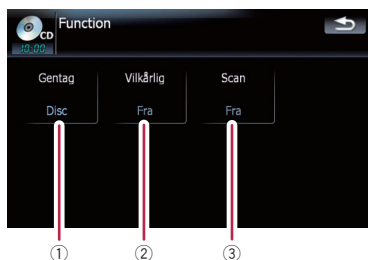 Function
CD
10:00
Gentag Vilkårlig Scan
Disc Fra Fra
① ② ③